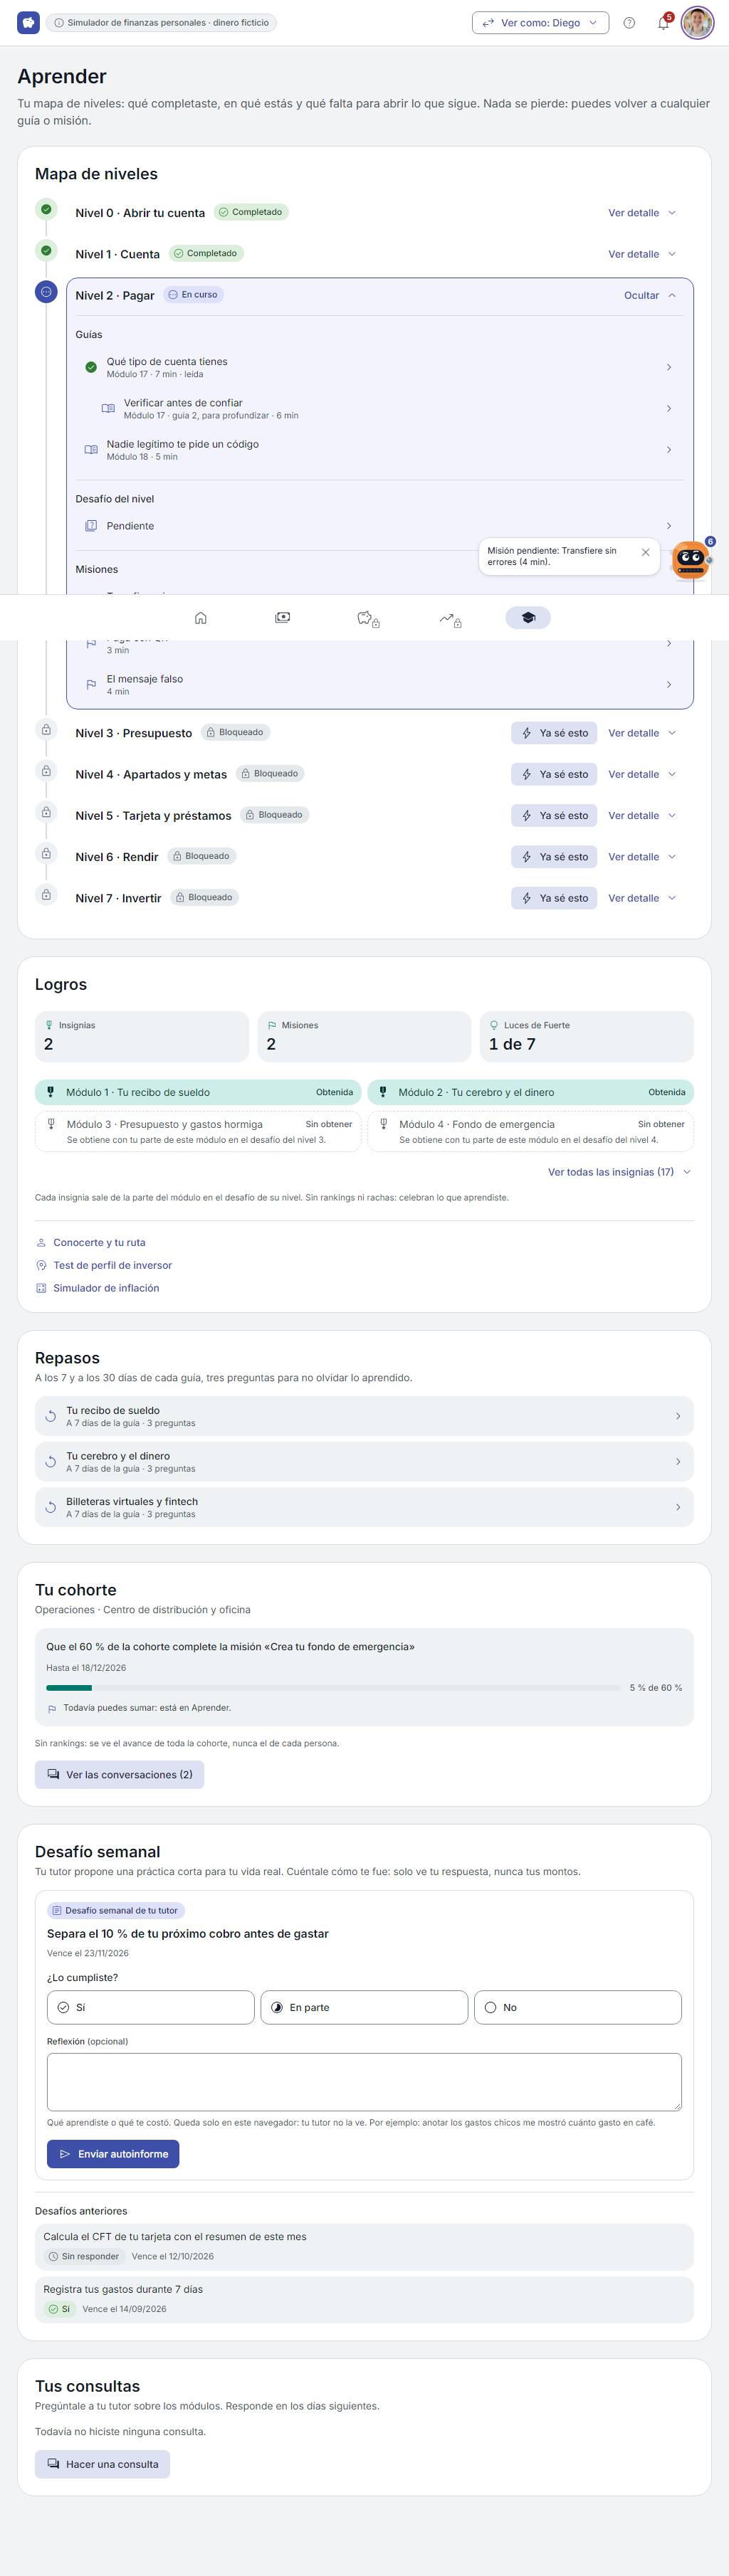 Simulador de finanzas personales · dinero ficticio
Ver como: Diego
5
Aprender
Tu mapa de niveles: qué completaste, en qué estás y qué falta para abrir lo que sigue. Nada se pierde: puedes volver a cualquier
guía o misión.
Mapa de niveles
Nivel 0 · Abrir tu cuenta
Completado
Ver detalle
Nivel 1 · Cuenta
Completado
Ver detalle
Nivel 2 · Pagar
En curso
Ocultar
Guías
Qué tipo de cuenta tienes
Módulo 17 · 7 min · leída
Verificar antes de confiar
Módulo 17 · guía 2, para profundizar · 6 min
Nadie legítimo te pide un código
Módulo 18 · 5 min
Desafío del nivel
Pendiente
Misión pendiente: Transfiere sin
errores (4 min).
6
Misiones
3 min
El mensaje falso
4 min
Nivel 3 · Presupuesto
Bloqueado
Ya sé esto
Ver detalle
Nivel 4 · Apartados y metas
Bloqueado
Ya sé esto
Ver detalle
Nivel 5 · Tarjeta y préstamos
Bloqueado
Ya sé esto
Ver detalle
Nivel 6 · Rendir
Bloqueado
Ya sé esto
Ver detalle
Nivel 7 · Invertir
Bloqueado
Ya sé esto
Ver detalle
Logros
Insignias
2
Misiones
2
Luces de Fuerte
1 de 7
Módulo 1 · Tu recibo de sueldo
Obtenida
Módulo 2 · Tu cerebro y el dinero
Obtenida
Módulo 3 · Presupuesto y gastos hormiga
Sin obtener
Se obtiene con tu parte de este módulo en el desafío del nivel 3.
Módulo 4 · Fondo de emergencia
Sin obtener
Se obtiene con tu parte de este módulo en el desafío del nivel 4.
Ver todas las insignias (17)
Cada insignia sale de la parte del módulo en el desafío de su nivel. Sin rankings ni rachas: celebran lo que aprendiste.
Conocerte y tu ruta
Test de perfil de inversor
Simulador de inflación
Repasos
A los 7 y a los 30 días de cada guía, tres preguntas para no olvidar lo aprendido.
Tu recibo de sueldo
A 7 días de la guía · 3 preguntas
Tu cerebro y el dinero
A 7 días de la guía · 3 preguntas
Billeteras virtuales y fintech
A 7 días de la guía · 3 preguntas
Tu cohorte
Operaciones · Centro de distribución y oficina
Que el 60 % de la cohorte complete la misión «Crea tu fondo de emergencia»
Hasta el 18/12/2026
5 % de 60 %
Todavía puedes sumar: está en Aprender.
Sin rankings: se ve el avance de toda la cohorte, nunca el de cada persona.
Ver las conversaciones (2)
Desafío semanal
Tu tutor propone una práctica corta para tu vida real. Cuéntale cómo te fue: solo ve tu respuesta, nunca tus montos.
Desafío semanal de tu tutor
Separa el 10 % de tu próximo cobro antes de gastar
Vence el 23/11/2026
¿Lo cumpliste?
Sí
En parte
No
Reflexión (opcional)
Qué aprendiste o qué te costó. Queda solo en este navegador: tu tutor no la ve. Por ejemplo: anotar los gastos chicos me mostró cuánto gasto en café.
Enviar autoinforme
Desafíos anteriores
Calcula el CFT de tu tarjeta con el resumen de este mes
Sin responder
Vence el 12/10/2026
Registra tus gastos durante 7 días
Sí
Vence el 14/09/2026
Tus consultas
Pregúntale a tu tutor sobre los módulos. Responde en los días siguientes.
Todavía no hiciste ninguna consulta.
Hacer una consulta